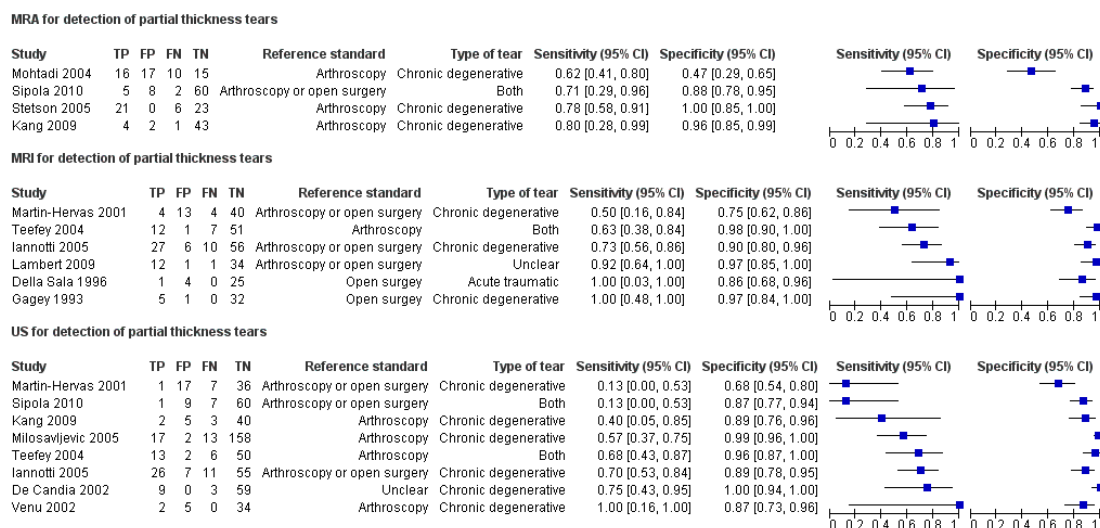 MRA for detection of partial thickness tears
Study TP FP FN TN Reference standard Type of tear Sensitivity (95% CI) Specificity (95% CI) Sensitivity (95% CI) Specificity (95% CI)
Mohtadi 2004 16 17 10 15 Arthroscopy Chronic degenerative 0.62 [0.41, 0.80] 0.47 [0.29, 0.65]
Sipola 2010 5 8 2 60 Arthroscopy or open surgery Both 0.71 [0.29, 0.96] 0.88 [0.78, 0.95]
Stetson 2005 21 0 6 23 Arthroscopy Chronic degenerative 0.78 [0.58, 0.91] 1.00 [0.85, 1.00]
Kang 2009 4 2 1 43 Arthroscopy Chronic degenerative 0.80 [0.28, 0.99] 0.96 [0.85, 0.99]
0 0.2 0.4 0.6 0.8 1 0 0.2 0.4 0.6 0.8 1
MRI for detection of partial thickness tears
Study TP FP FN TN Reference standard Type of tear Sensitivity (95% CI) Specificity (95% CI) Sensitivity (95% CI) Specificity (95% CI)
Martin-Hervas 2001 4 13 4 40 Arthroscopy or open surgery Chronic degenerative 0.50 [0.16, 0.84] 0.75 [0.62, 0.86]
Teefey 2004 12 1 7 51 Arthroscopy Both 0.63 [0.38, 0.84] 0.98 [0.90, 1.00]
Iannotti 2005 27 6 10 56 Arthroscopy or open surgery Chronic degenerative 0.73 [0.56, 0.86] 0.90 [0.80, 0.96]
Lambert 2009 12 1 1 34 Arthroscopy or open surgery Unclear 0.92 [0.64, 1.00] 0.97 [0.85, 1.00]
Della Sala 1996 1 4 0 25 Open surgery Acute traumatic 1.00 [0.03, 1.00] 0.86 [0.68, 0.96]
Gagey 1993 5 1 0 32 Open surgey Chronic degenerative 1.00 [0.48, 1.00] 0.97 [0.84, 1.00]
0 0.2 0.4 0.6 0.8 1 0 0.2 0.4 0.6 0.8 1
US for detection of partial thickness tears
Study TP FP FN TN Reference standard Type of tear Sensitivity (95% CI) Specificity (95% CI) Sensitivity (95% CI) Specificity (95% CI)
Martin-Hervas 2001 1 17 7 36 Arthroscopy or open surgery Chronic degenerative 0.13 [0.00, 0.53] 0.68 [0.54, 0.80]
Sipola 2010 1 9 7 60 Arthroscopy or open surgery Both 0.13 [0.00, 0.53] 0.87 [0.77, 0.94]
Kang 2009 2 5 3 40 Arthroscopy Chronic degenerative 0.40 [0.05, 0.85] 0.89 [0.76, 0.96]
Milosavljevic 2005 17 2 13 158 Arthroscopy Chronic degenerative 0.57 [0.37, 0.75] 0.99 [0.96, 1.00]
Teefey 2004 13 2 6 50 Arthroscopy Both 0.68 [0.43, 0.87] 0.96 [0.87, 1.00]
Iannotti 2005 26 7 11 55 Arthroscopy or open surgery Chronic degenerative 0.70 [0.53, 0.84] 0.89 [0.78, 0.95]
De Candia 2002 9 0 3 59 Unclear Chronic degenerative 0.75 [0.43, 0.95] 1.00 [0.94, 1.00]
Venu 2002 2 5 0 34 Arthroscopy Chronic degenerative 1.00 [0.16, 1.00] 0.87 [0.73, 0.96]
0 0.2 0.4 0.6 0.8 1 0 0.2 0.4 0.6 0.8 1